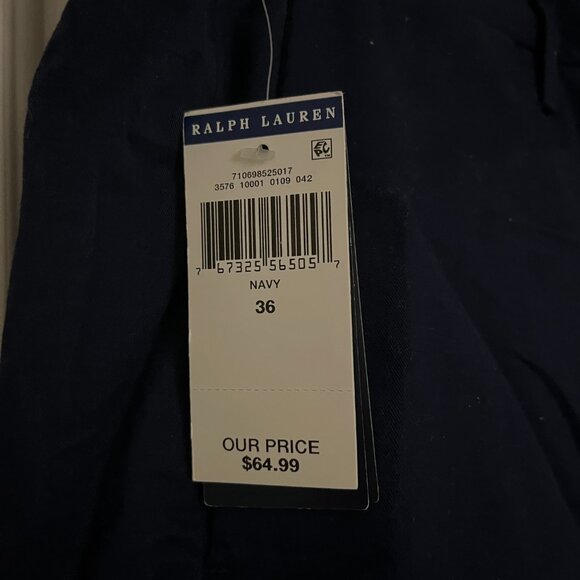 RALPH LAUREN
710698525017
3576 10001 0109 042
7 67325 56505 7
NAVY
36
OUR PRICE
$64.99